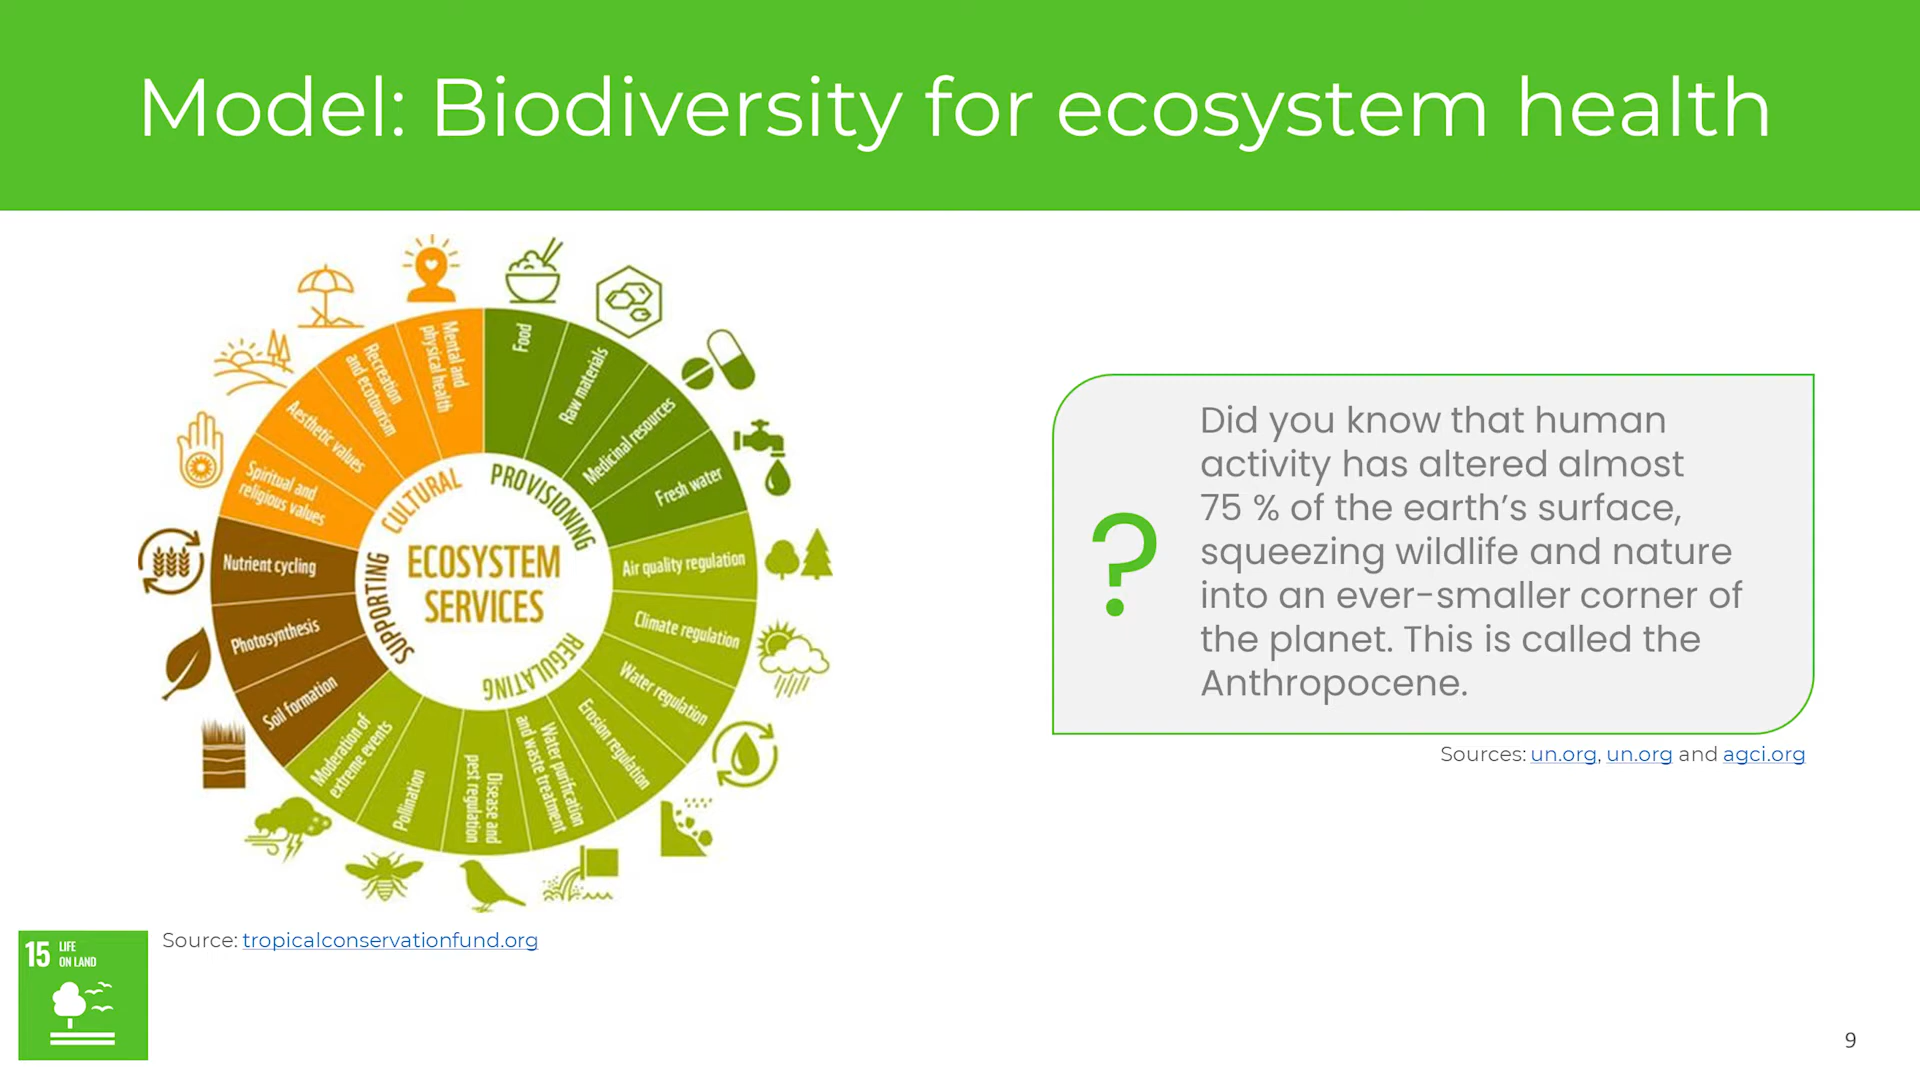 Model: Biodiversity for ecosystem health
ECOSYSTEM
SERVICES
PROVISIONING
Food
Raw materials
Medicinal resources
Fresh water
REGULATING
Air quality regulation
Climate regulation
Water regulation
Erosion regulation
Water purification
and waste treatment
Disease and
pest regulation
Pollination
Moderation of
extreme events
SUPPORTING
Soil formation
Photosynthesis
Nutrient cycling
CULTURAL
Spiritual and
religious values
Aesthetic values
Recreation
and ecotourism
Mental and
physical health
?
Did you know that human
activity has altered almost
75 % of the earth’s surface,
squeezing wildlife and nature
into an ever-smaller corner of
the planet. This is called the
Anthropocene.
Sources: un.org, un.org and agci.org
Source: tropicalconservationfund.org
15 LIFE
ON LAND
9